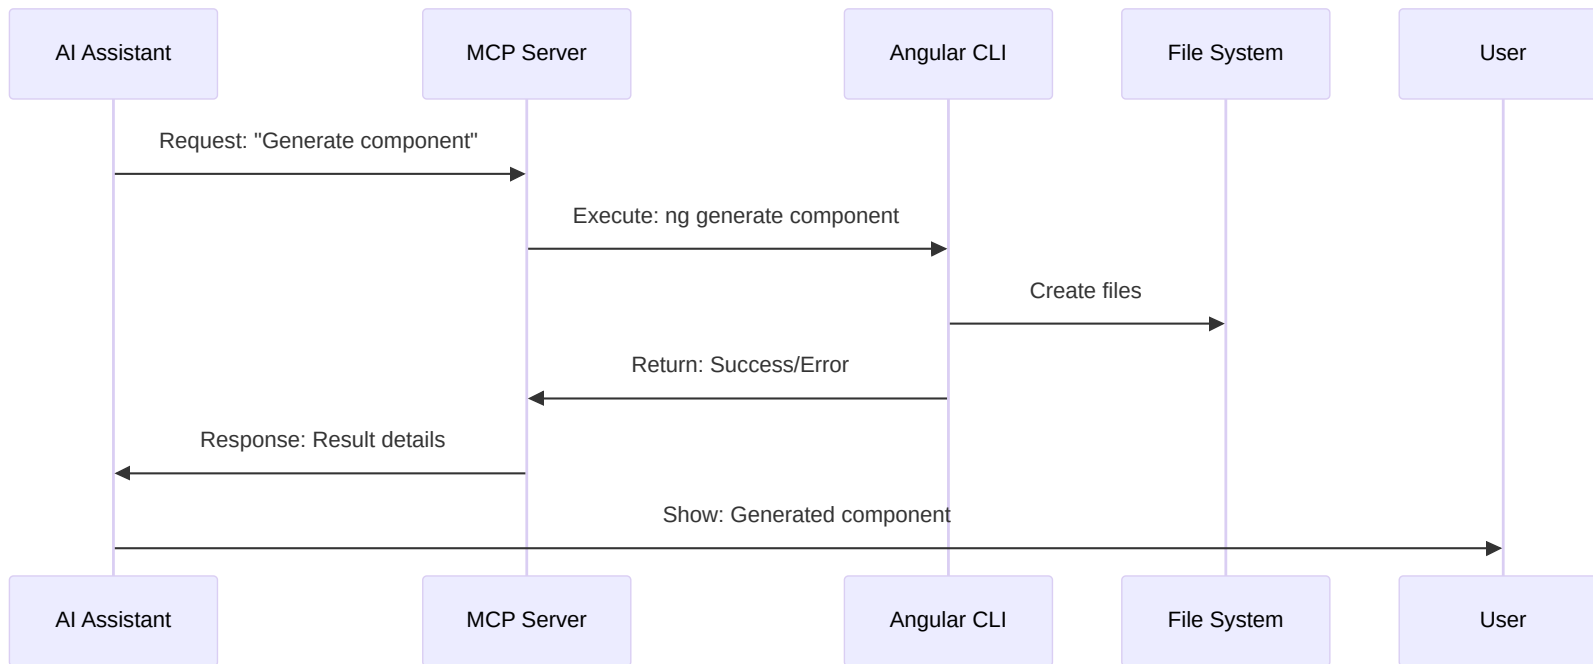 AI Assistant
MCP Server
Angular CLI
File System
User
Request: "Generate component"
Execute: ng generate component
Create files
Return: Success/Error
Response: Result details
Show: Generated component
AI Assistant
MCP Server
Angular CLI
File System
User